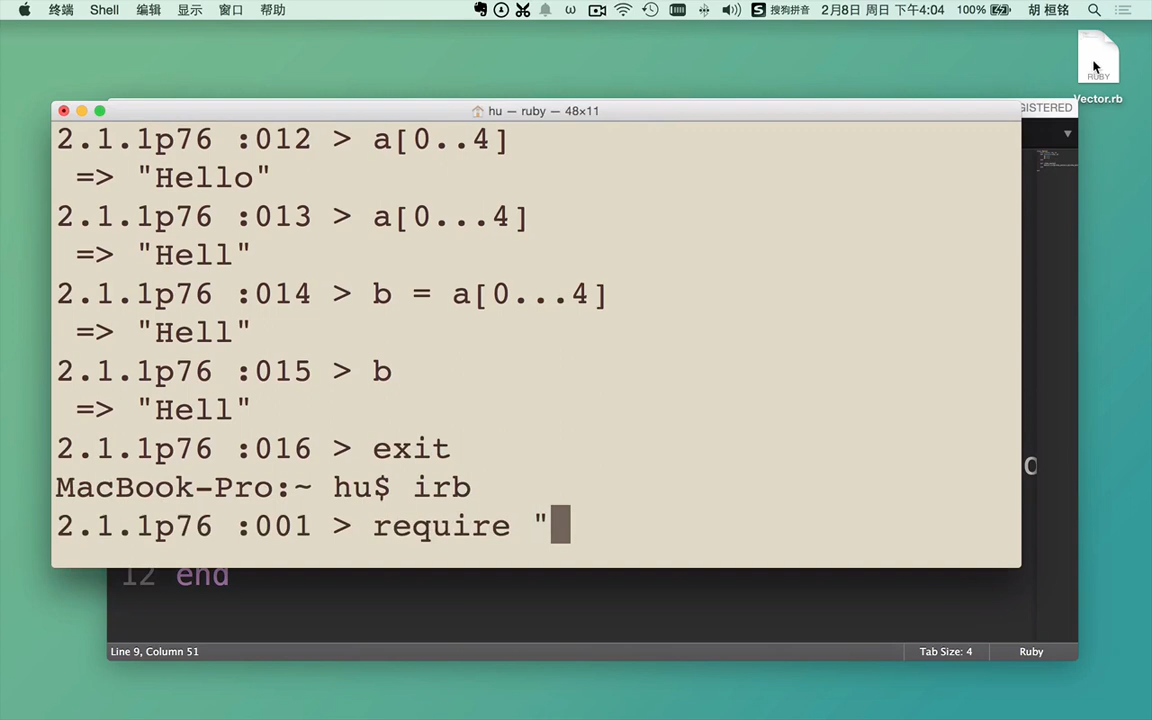 终端 Shell 编辑 显示 窗口 帮助 搜狗拼音 2月8日 周日 下午4:04 100% 胡 桓铭
RUBY
Vector.rb
hu — ruby — 48×11
GISTERED
2.1.1p76 :012 > a[0..4]
=> "Hello"
2.1.1p76 :013 > a[0...4]
=> "Hell"
2.1.1p76 :014 > b = a[0...4]
=> "Hell"
2.1.1p76 :015 > b
=> "Hell"
2.1.1p76 :016 > exit
MacBook-Pro:~ hu$ irb
2.1.1p76 :001 > require "
12 end
Line 9, Column 51 Tab Size: 4 Ruby